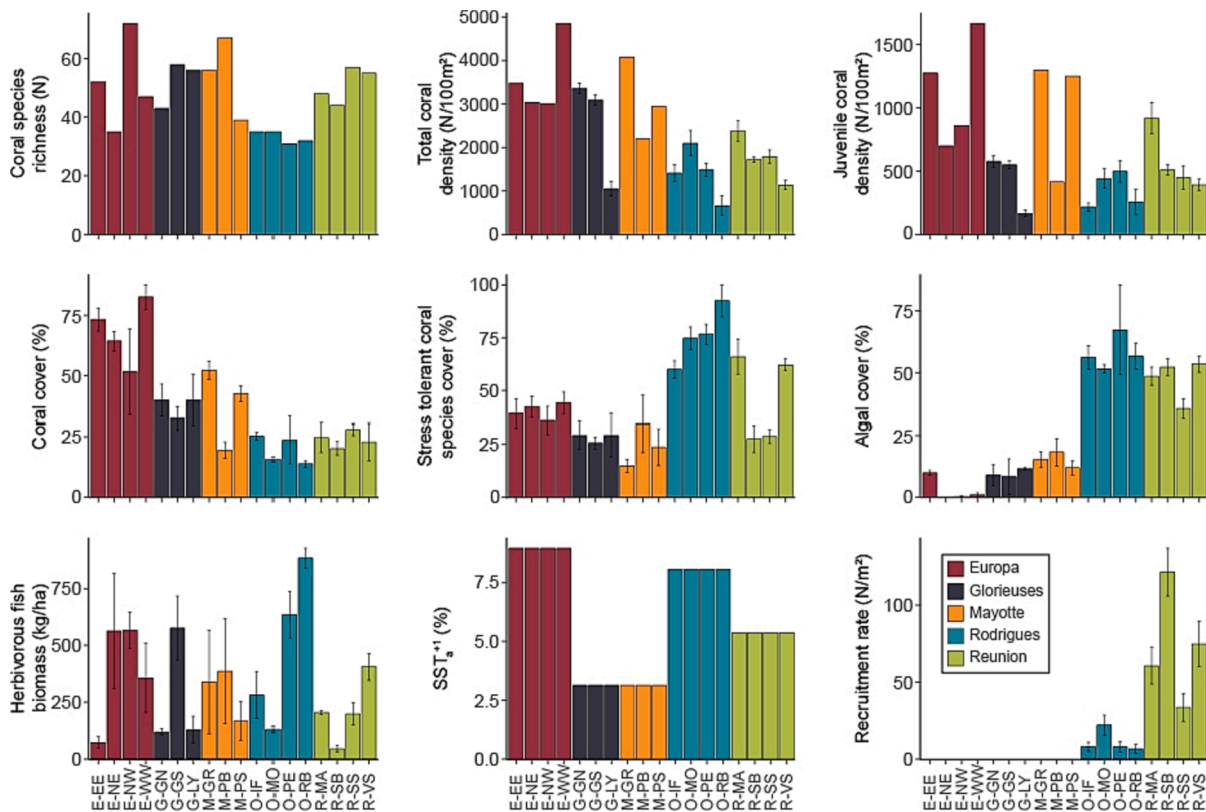 Coral species
richness (N)
0
20
40
60
Total coral
density (N/100m²)
0
1000
2000
3000
4000
5000
Juvenile coral
density (N/100m²)
0
500
1000
1500
Coral cover (%)
0
25
50
75
Stress tolerant coral
species cover (%)
0
25
50
75
100
Algal cover (%)
0
25
50
75
Herbivorous fish
biomass (kg/ha)
0
250
500
750
SSTₐ⁺¹ (%)
0.0
2.5
5.0
7.5
Recruitment rate (N/m²)
0
50
100
Europa
Glorieuses
Mayotte
Rodrigues
Reunion
E-EE
E-NE
E-NW
E-WW
G-GN
G-GS
G-LY
M-GR
M-PB
M-PS
O-IF
O-MO
O-PE
O-RB
R-MA
R-SB
R-SS
R-VS
E-EE
E-NE
E-NW
E-WW
G-GN
G-GS
G-LY
M-GR
M-PB
M-PS
O-IF
O-MO
O-PE
O-RB
R-MA
R-SB
R-SS
R-VS
E-EE
E-NE
E-NW
E-WW
G-GN
G-GS
G-LY
M-GR
M-PB
M-PS
O-IF
O-MO
O-PE
O-RB
R-MA
R-SB
R-SS
R-VS